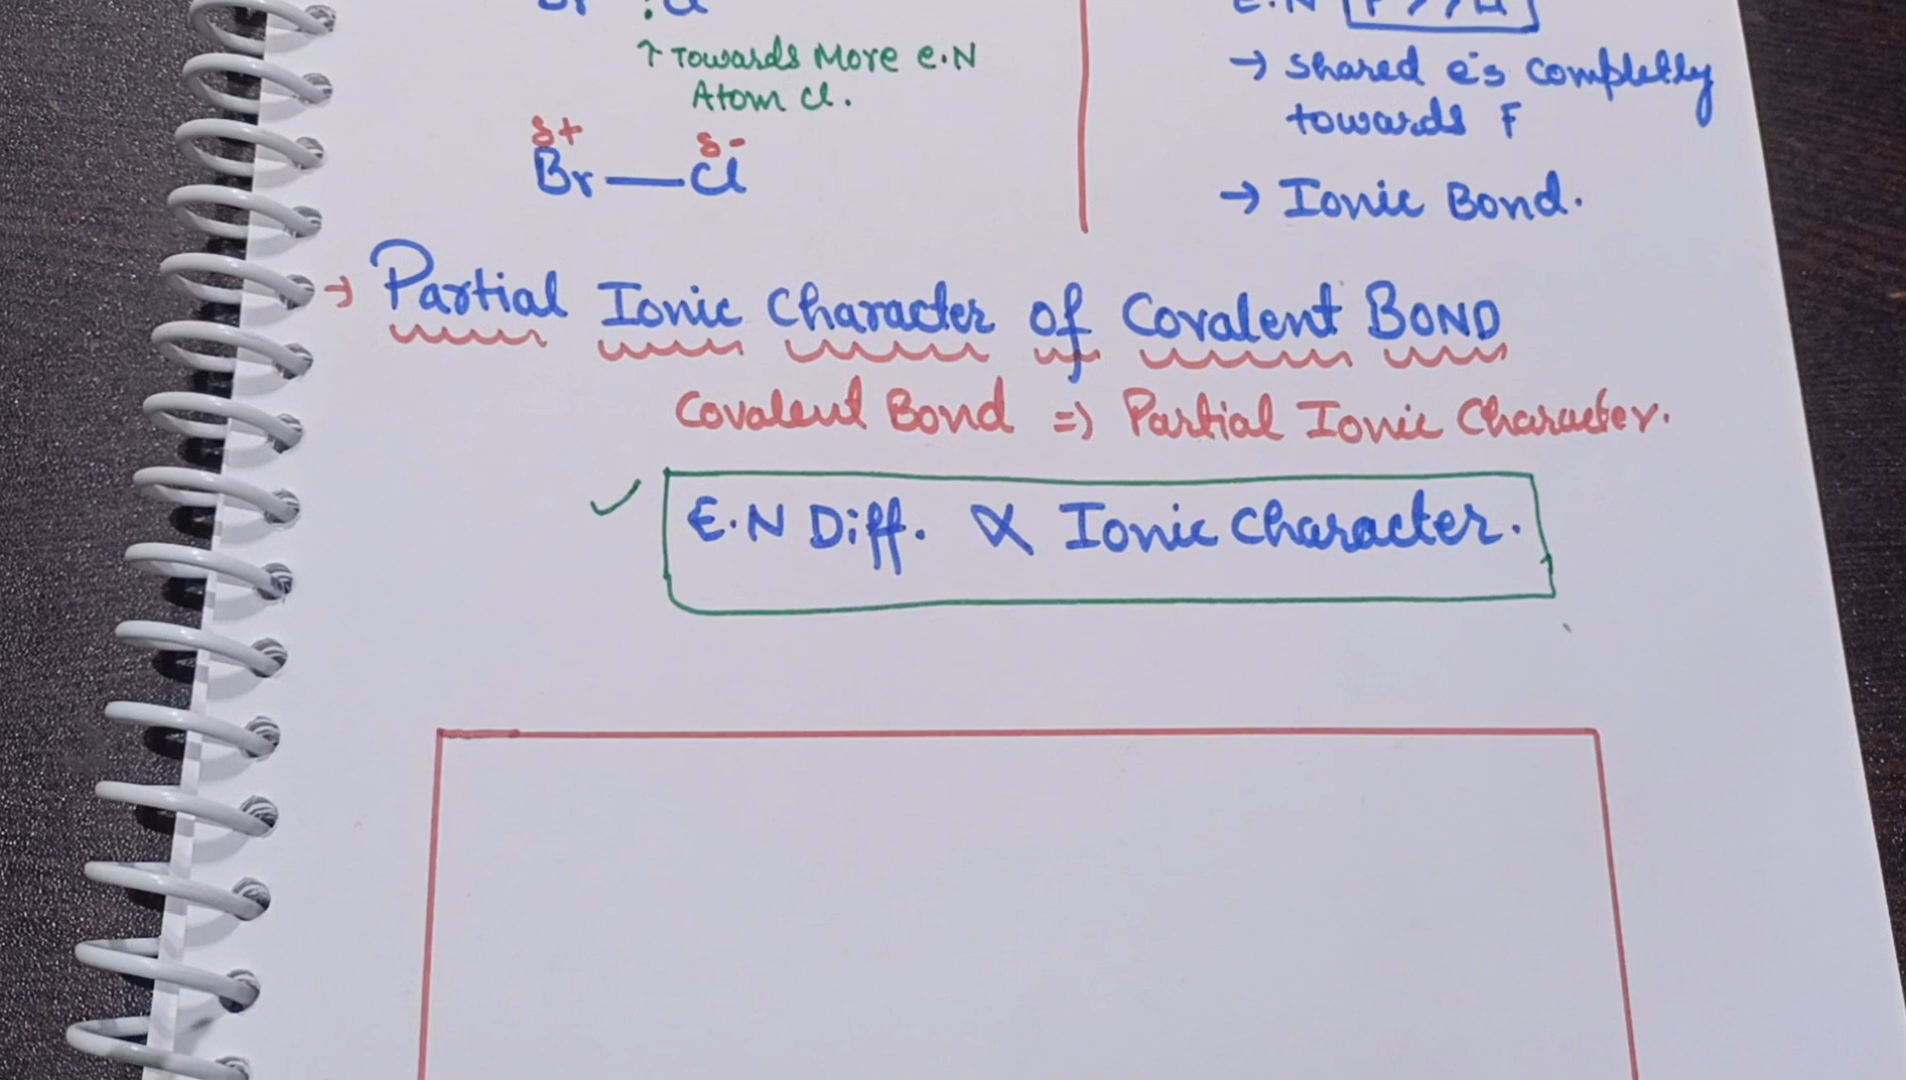 ↑ Towards More e.N
Atom Cl.
δ+ δ-
Br — Cl
E.N
→ shared e⁻s completly
towards F
→ Ionic Bond.
→ Partial Ionic Character of Covalent BOND
Covalent Bond => Partial Ionic Character.
✓ E.N Diff. ∝ Ionic Character.